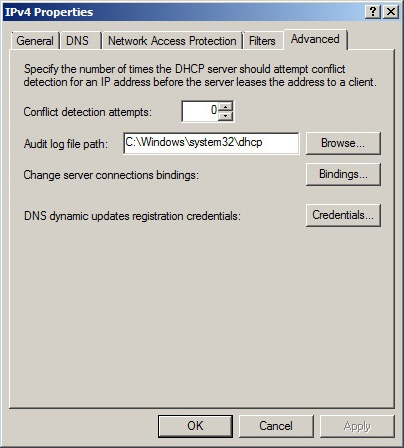 IPv4 Properties
General DNS Network Access Protection Filters Advanced
Specify the number of times the DHCP server should attempt conflict
detection for an IP address before the server leases the address to a client.
Conflict detection attempts: 0
Audit log file path: C:\Windows\system32\dhcp Browse...
Change server connections bindings: Bindings...
DNS dynamic updates registration credentials: Credentials...
OK Cancel Apply